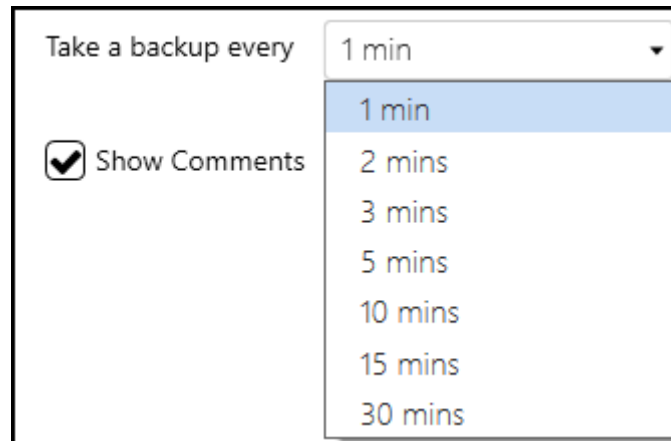 Take a backup every 1 min
1 min
Show Comments
2 mins
3 mins
5 mins
10 mins
15 mins
30 mins